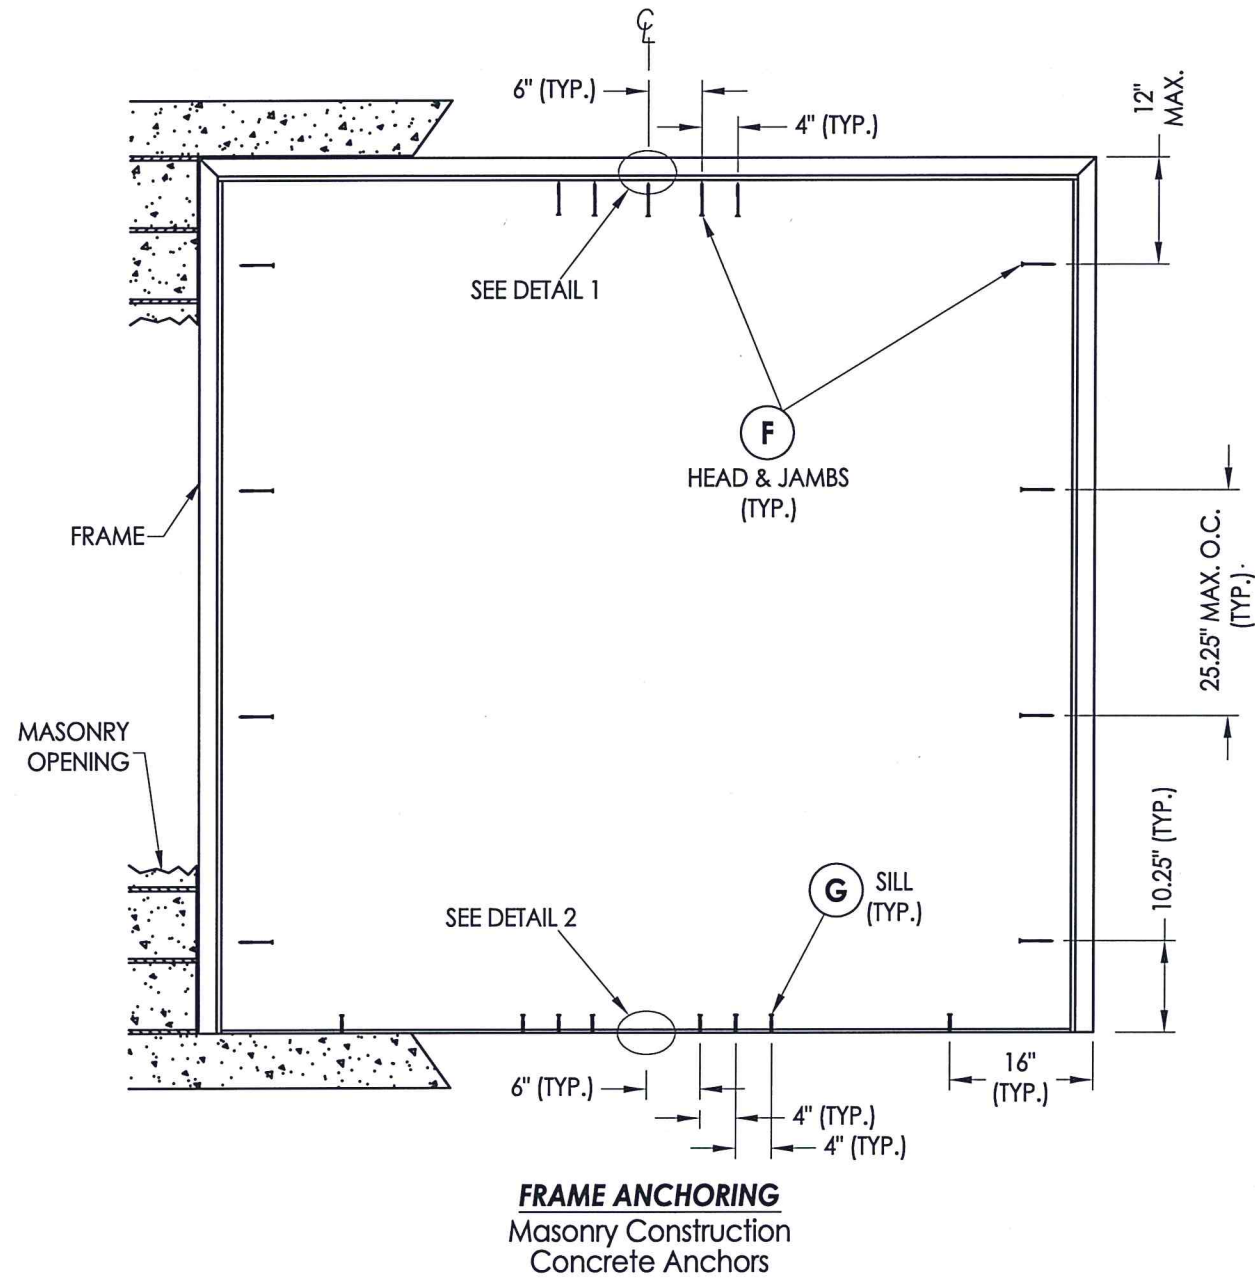 CL
6" (TYP.)
4" (TYP.)
12"
MAX.
SEE DETAIL 1
F
HEAD & JAMBS
(TYP.)
FRAME
25.25" MAX. O.C.
(TYP.)
MASONRY
OPENING
10.25" (TYP.)
G
SILL
(TYP.)
SEE DETAIL 2
16"
(TYP.)
6" (TYP.)
4" (TYP.)
4" (TYP.)
FRAME ANCHORING
Masonry Construction
Concrete Anchors